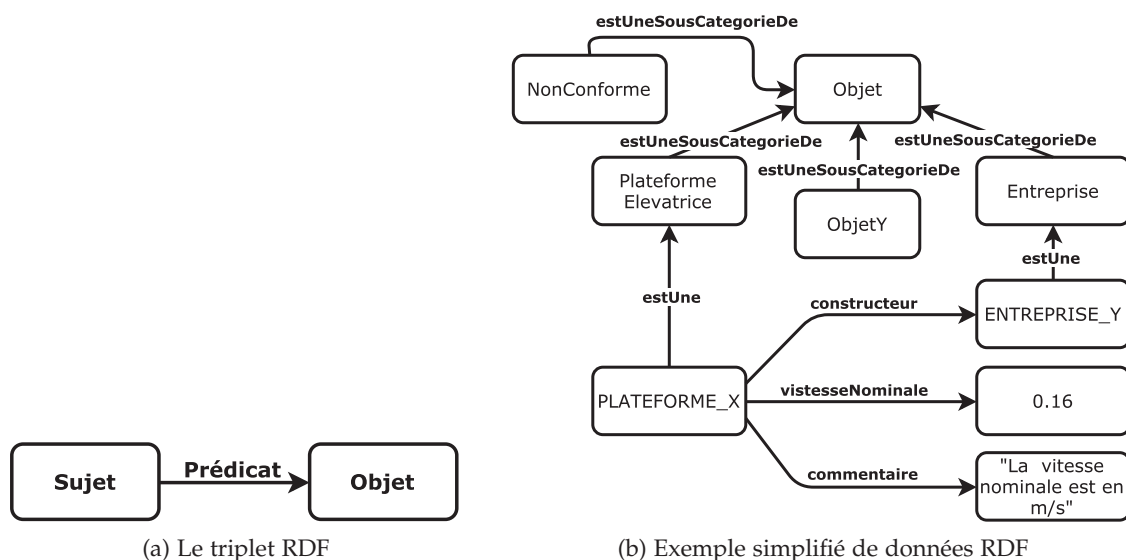 estUneSousCategorieDe
NonConforme
Objet
estUneSousCategorieDe
estUneSousCategorieDe
estUneSousCategorieDe
Plateforme
Elevatrice
ObjetY
Entreprise
estUne
estUne
constructeur
ENTREPRISE_Y
PLATEFORME_X
vistesseNominale
0.16
commentaire
"La vitesse
nominale est en
m/s"
Sujet
Prédicat
Objet
(a) Le triplet RDF
(b) Exemple simplifié de données RDF